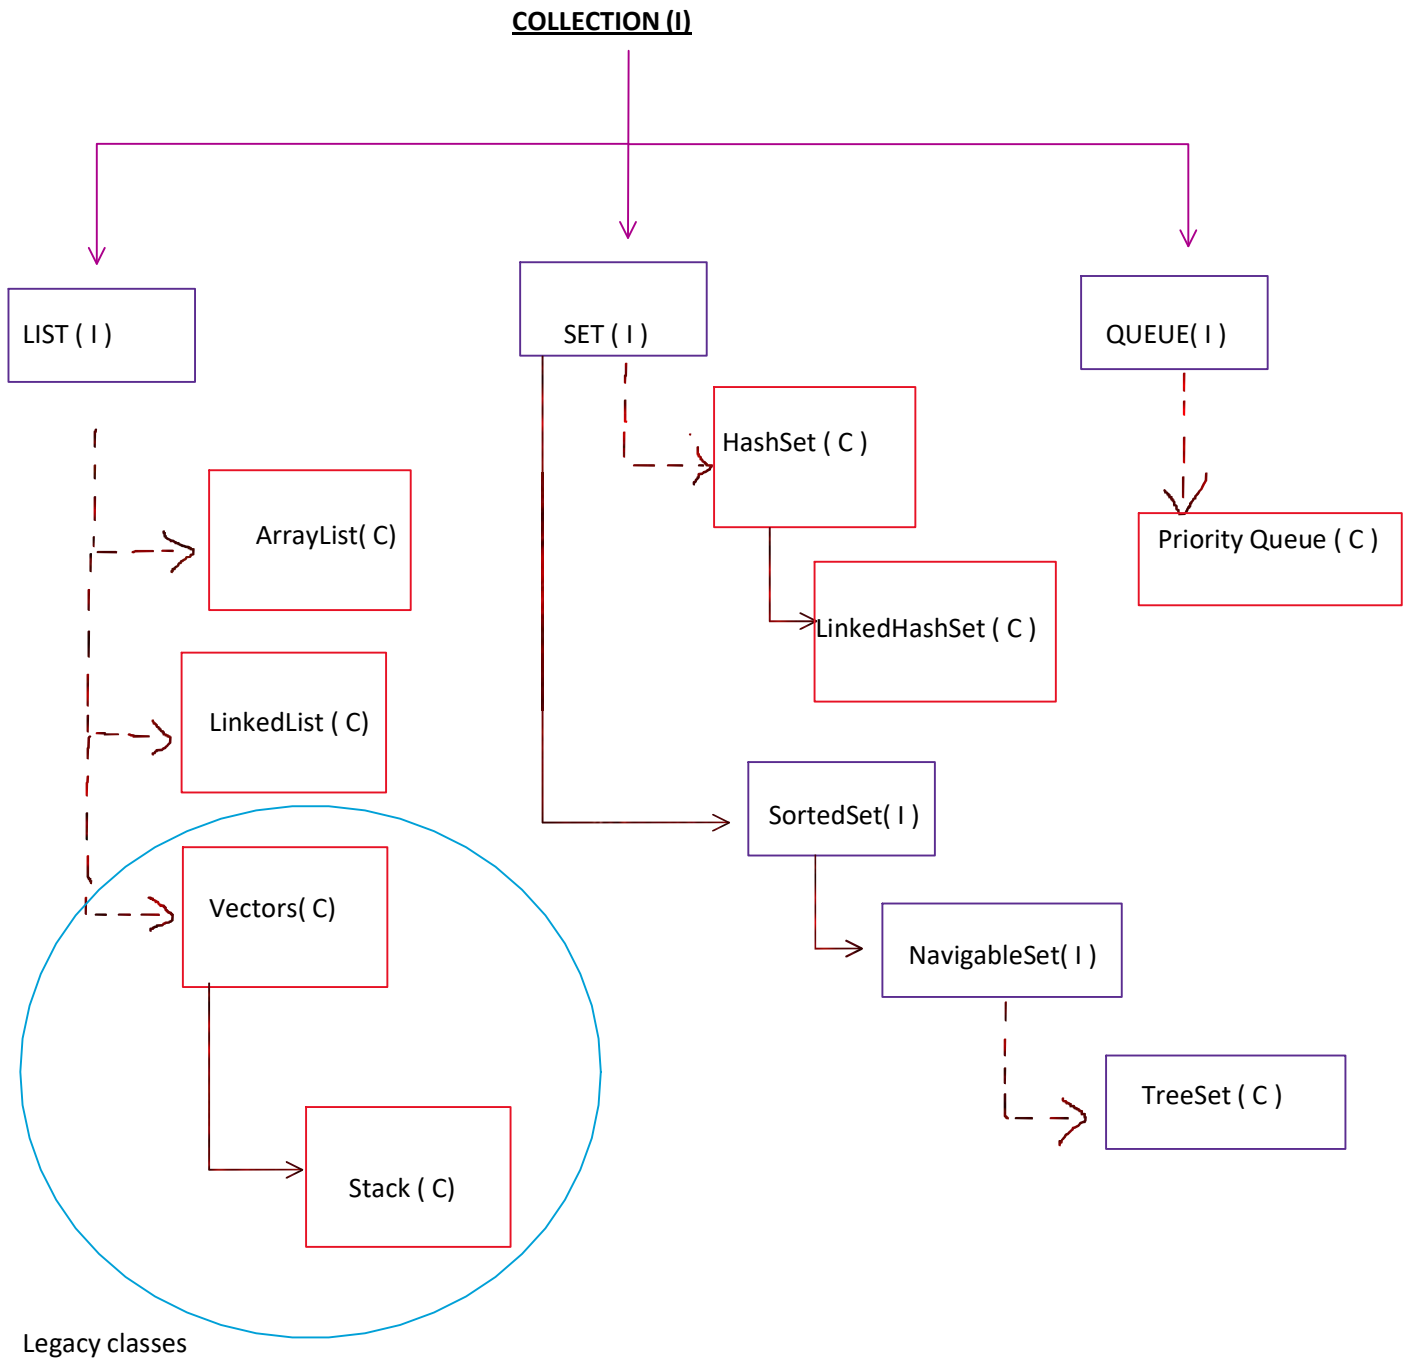 COLLECTION (I)
LIST ( I )
SET ( I )
QUEUE( I )
HashSet ( C )
ArrayList( C)
Priority Queue ( C )
LinkedHashSet ( C )
LinkedList ( C)
SortedSet( I )
Vectors( C)
NavigableSet( I )
TreeSet ( C )
Stack ( C)
Legacy classes